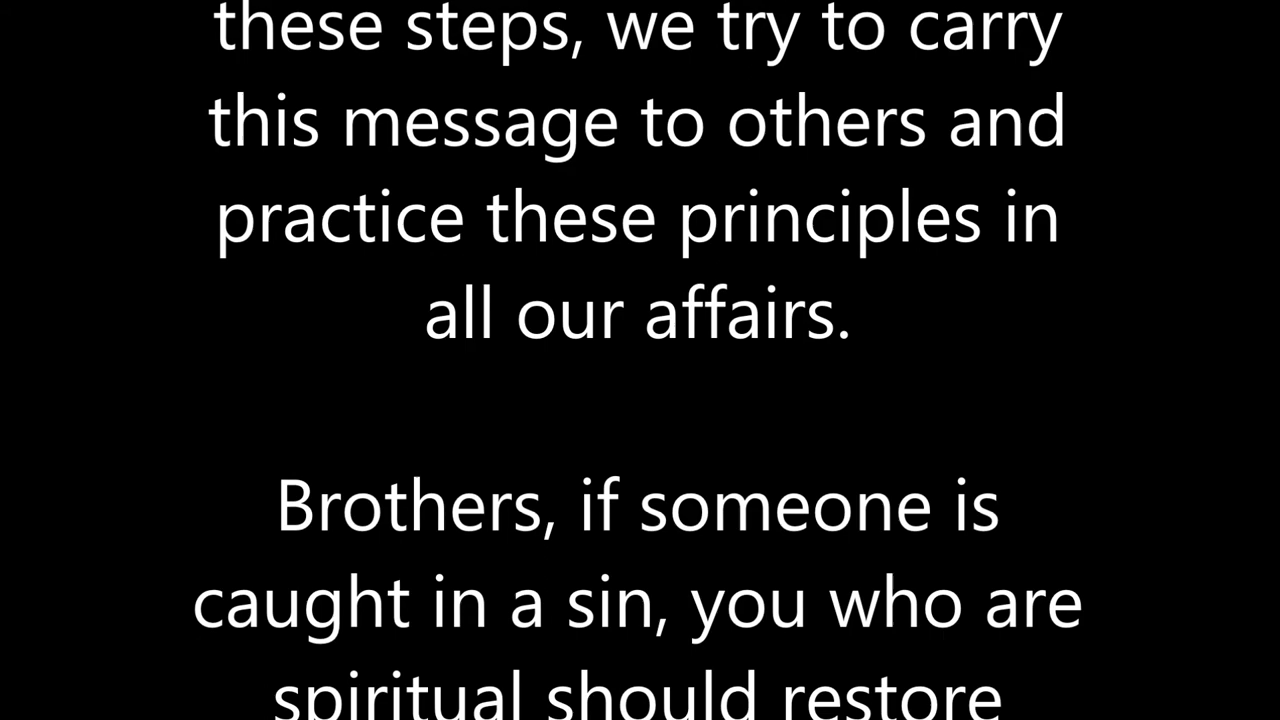 these steps, we try to carry
this message to others and
practice these principles in
all our affairs.
Brothers, if someone is
caught in a sin, you who are
spiritual should restore